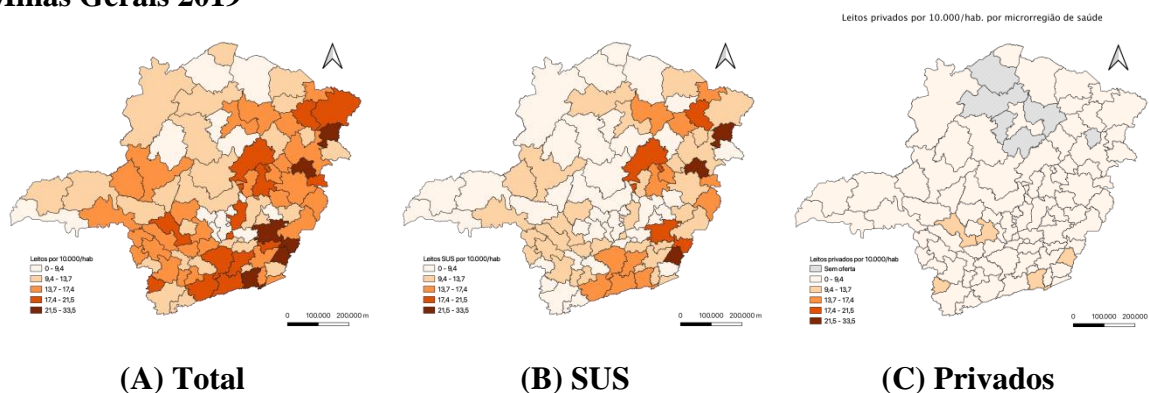 Minas Gerais 2019
Leitos privados por 10.000/hab. por microrregião de saúde
Leitos por 10.000/hab
0 - 9,4
9,4 - 13,7
13,7 - 17,4
17,4 - 21,5
21,5 - 33,5
0 100.000 200.000 m
Leitos SUS por 10.000/hab
0 - 9,4
9,4 - 13,7
13,7 - 17,4
17,4 - 21,5
21,5 - 33,5
0 100.000 200.000 m
Leitos privados por 10.000/hab
Sem oferta
0 - 9,4
9,4 - 13,7
13,7 - 17,4
17,4 - 21,5
21,5 - 33,5
0 100.000 200.000 m
(A) Total
(B) SUS
(C) Privados